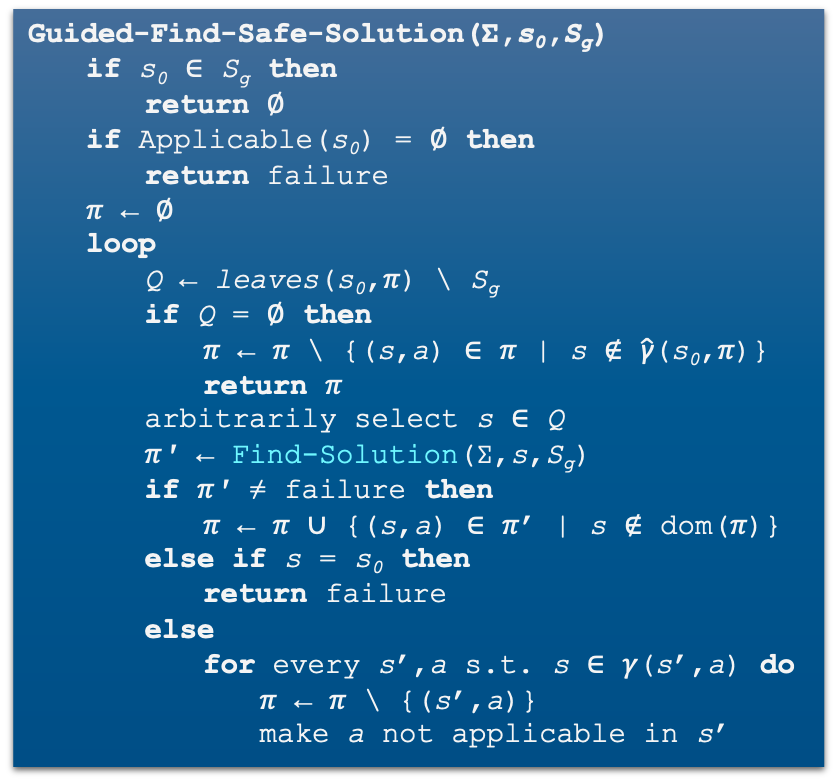 Guided-Find-Safe-Solution(Σ,s₀,S_g)
if s₀ ∈ S_g then
return ∅
if Applicable(s₀) = ∅ then
return failure
π ← ∅
loop
Q ← leaves(s₀,π) \ S_g
if Q = ∅ then
π ← π \ {(s,a) ∈ π | s ∉ γ̂(s₀,π)}
return π
arbitrarily select s ∈ Q
π' ← Find-Solution(Σ,s,S_g)
if π' ≠ failure then
π ← π ∪ {(s,a) ∈ π’ | s ∉ dom(π)}
else if s = s₀ then
return failure
else
for every s’,a s.t. s ∈ γ(s’,a) do
π ← π \ {(s’,a)}
make a not applicable in s’